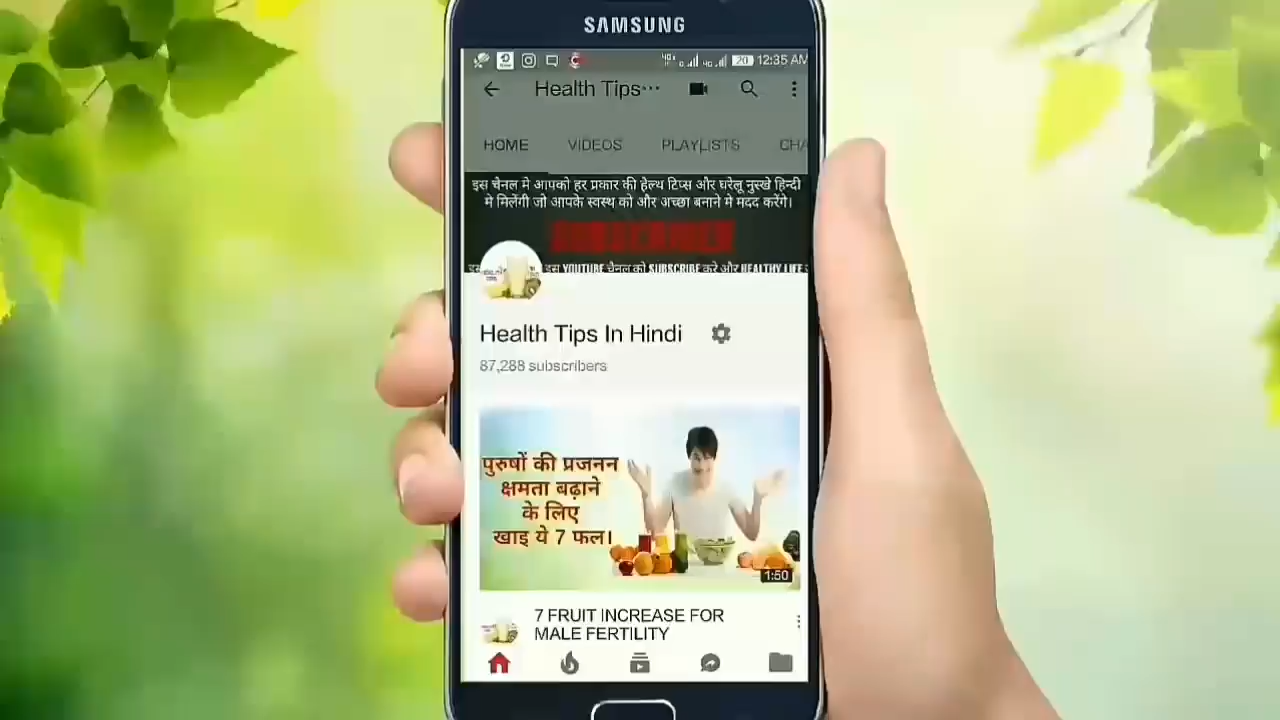 SAMSUNG
12:35 AM
Health Tips...
HOME VIDEOS PLAYLISTS CHA
इस चैनल मे आपको हर प्रकार की हेल्थ टिप्स और घरेलू नुस्खे हिन्दी
मे मिलेंगी जो आपके स्वस्थ को और अच्छा बनाने मे मदद करेंगे।
SUBSCRIBED
इस YOUTUBE चैनल को SUBSCRIBE करे और HEALTHY LIFE
Health Tips In Hindi
87,288 subscribers
पुरुषों की प्रजनन
क्षमता बढ़ाने
के लिए
खाइ ये 7 फल।
1:50
7 FRUIT INCREASE FOR
MALE FERTILITY